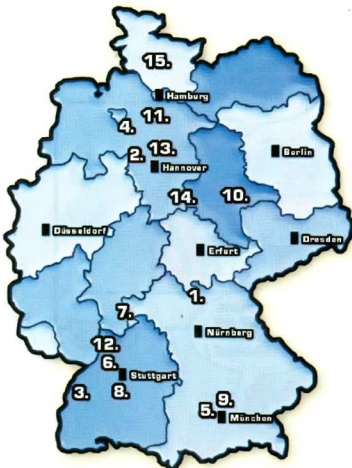 15.
Hamburg
11.
4.
13.
2.
Hannover
Berlin
14.
10.
Düsseldorf
Erfurt
Dresden
1.
7.
Nürnberg
12.
6.
Stuttgart
3.
8.
9.
5.
München